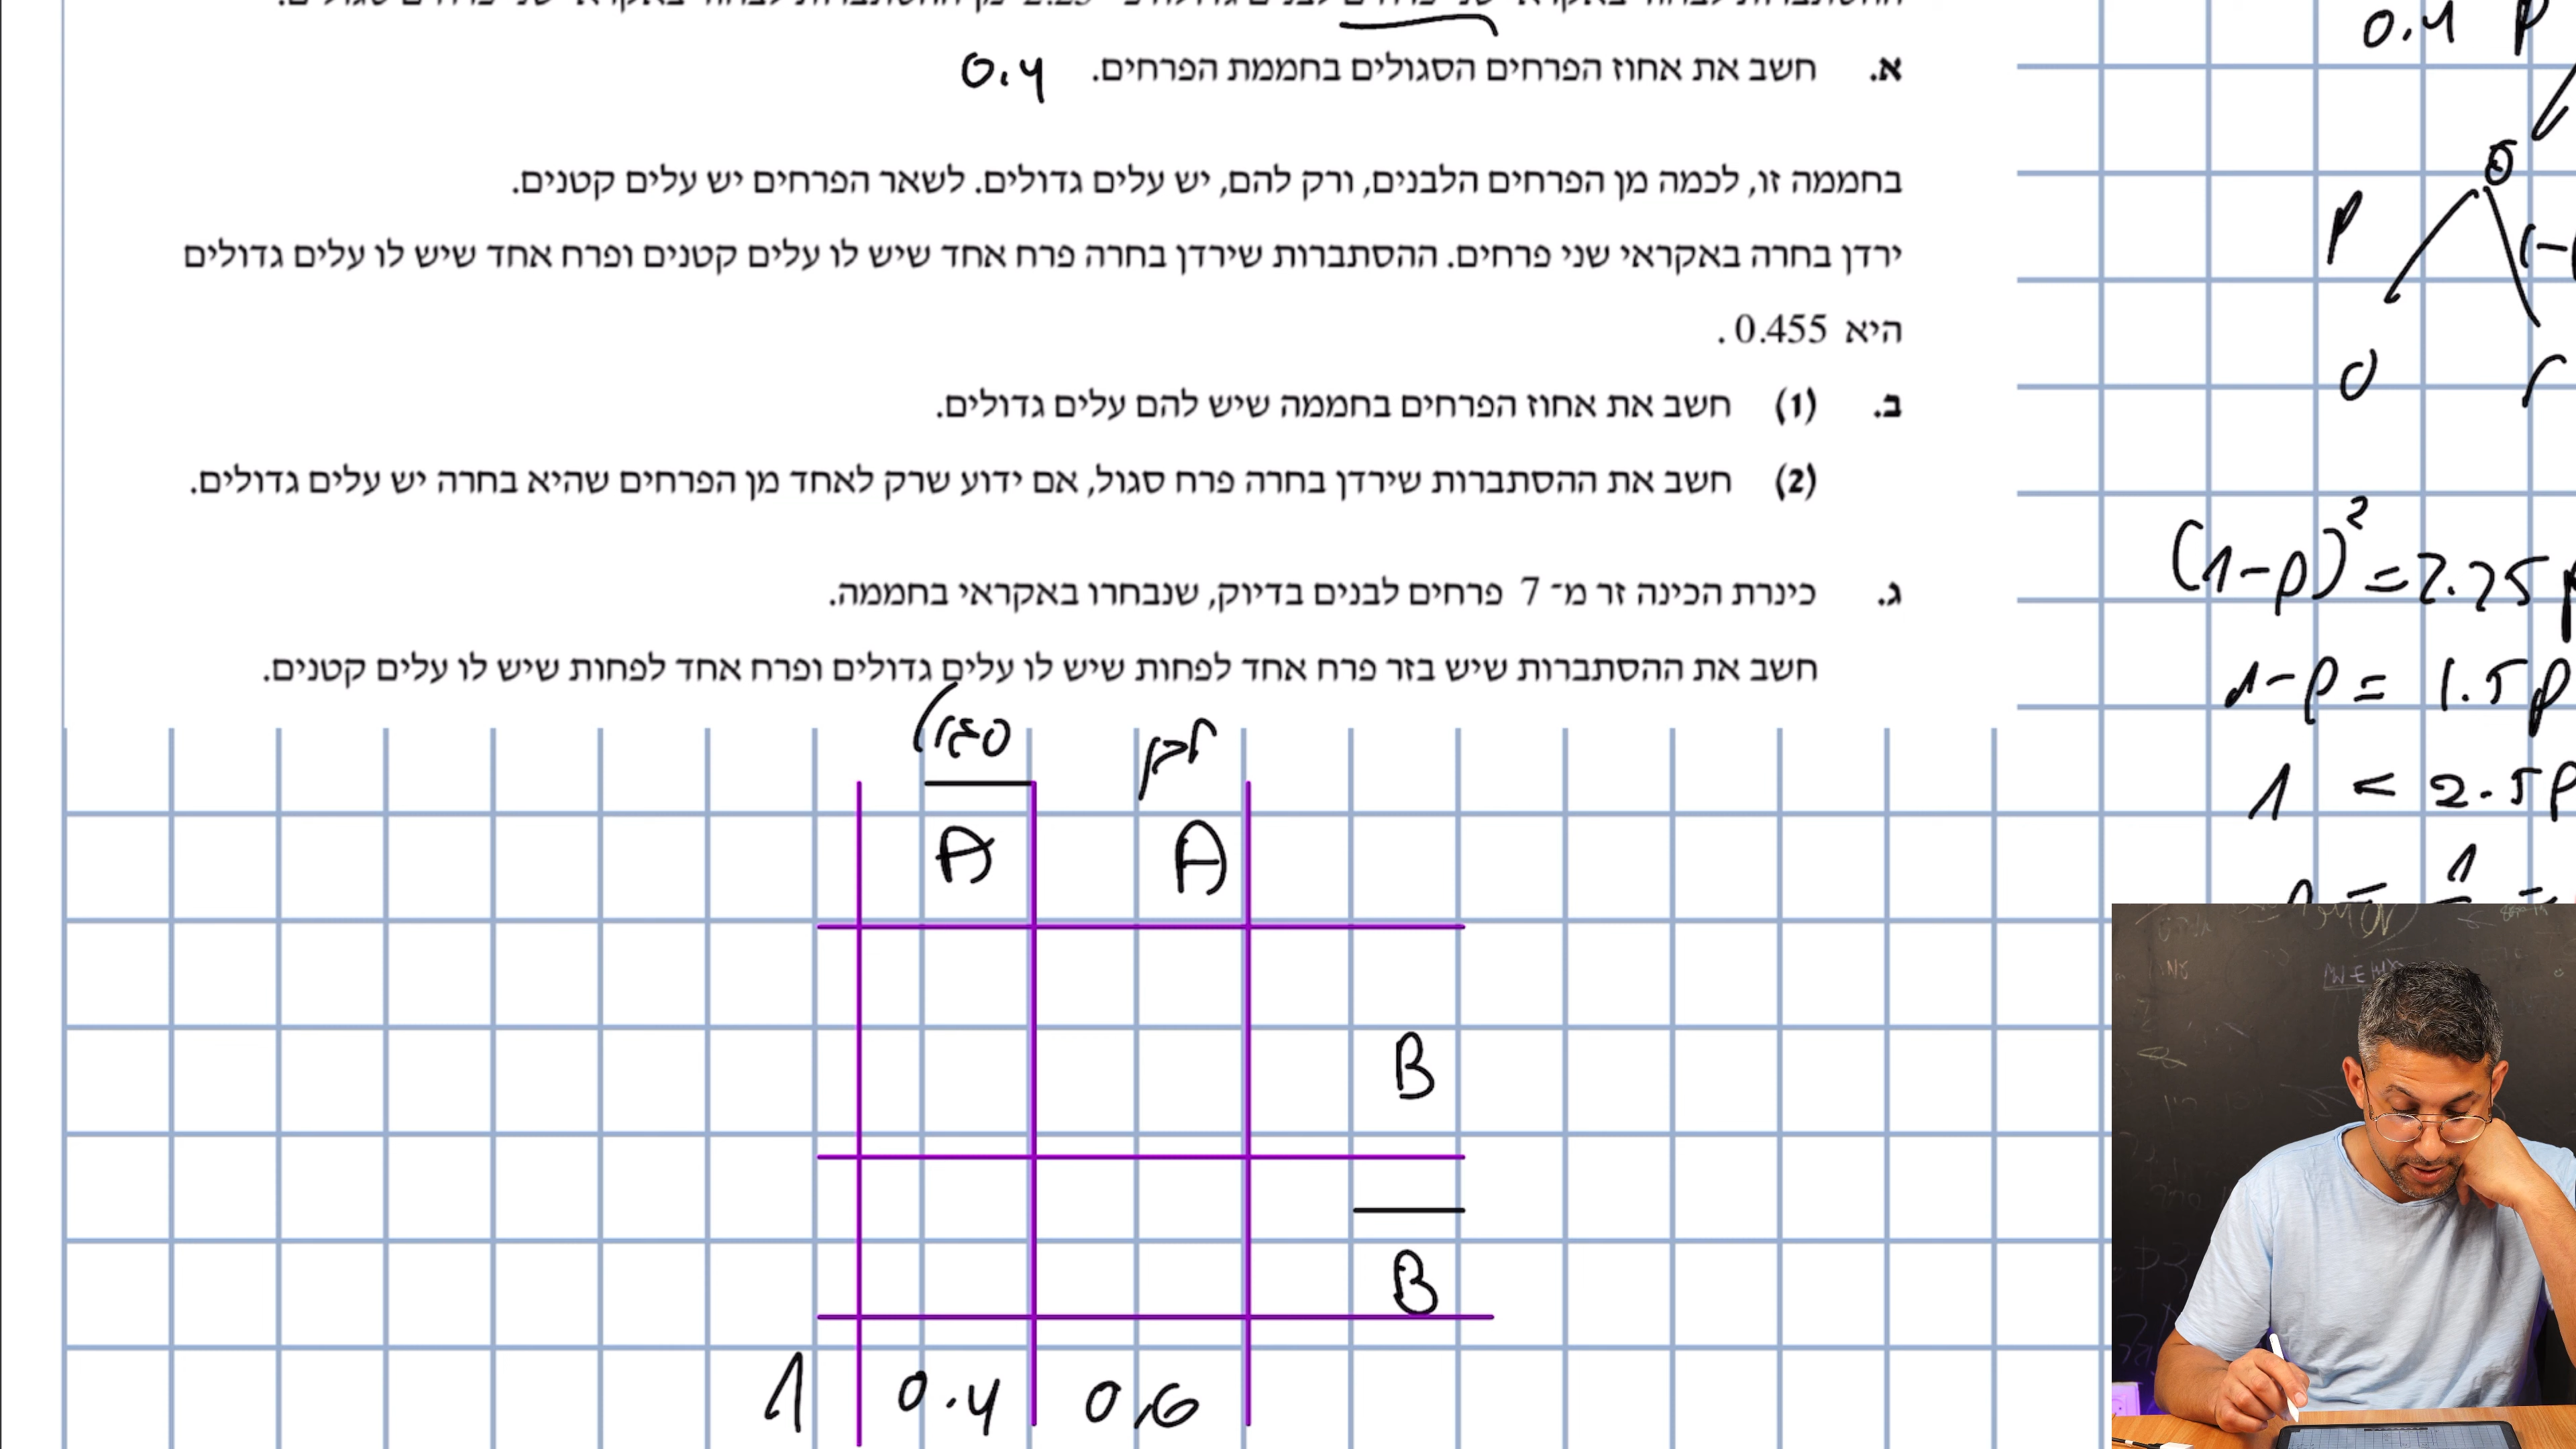 א. חשב את אחוז הפרחים הסגולים בחממת הפרחים. 0.4
בחממה זו, לכמה מן הפרחים הלבנים, ורק להם, יש עלים גדולים. לשאר הפרחים יש עלים קטנים.
ירדן בחרה באקראי שני פרחים. ההסתברות שירדן בחרה פרח אחד שיש לו עלים קטנים ופרח אחד שיש לו עלים גדולים
היא 0.455 .
ב. (1) חשב את אחוז הפרחים בחממה שיש להם עלים גדולים.
(2) חשב את ההסתברות שירדן בחרה פרח סגול, אם ידוע שרק לאחד מן הפרחים שהיא בחרה יש עלים גדולים.
ג. כינרת הכינה זר מ־ 7 פרחים לבנים בדיוק, שנבחרו באקראי בחממה.
חשב את ההסתברות שיש בזר פרח אחד לפחות שיש לו עלים גדולים ופרח אחד לפחות שיש לו עלים קטנים.
לבן סגול
A A
B
B
1 0.4 0.6
0.4 P
P 1-
(1-P)² = 2.25
1-P = 1.5P
1 = 2.5P